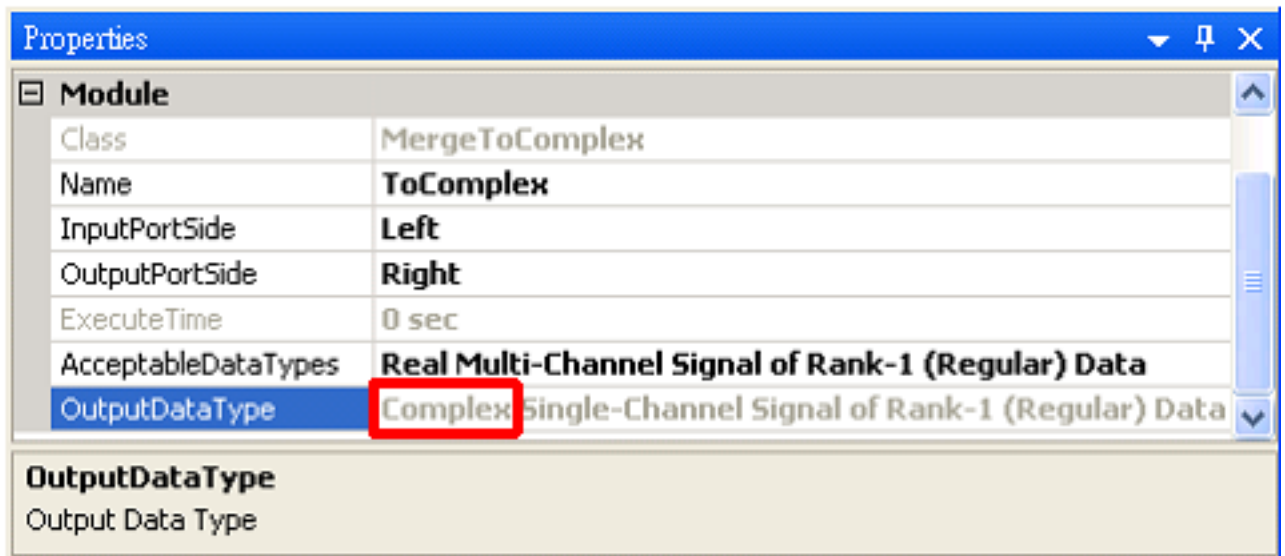 Properties
Module
Class MergeToComplex
Name ToComplex
InputPortSide Left
OutputPortSide Right
ExecuteTime 0 sec
AcceptableDataTypes Real Multi-Channel Signal of Rank-1 (Regular) Data
OutputDataType Complex Single-Channel Signal of Rank-1 (Regular) Data
OutputDataType
Output Data Type